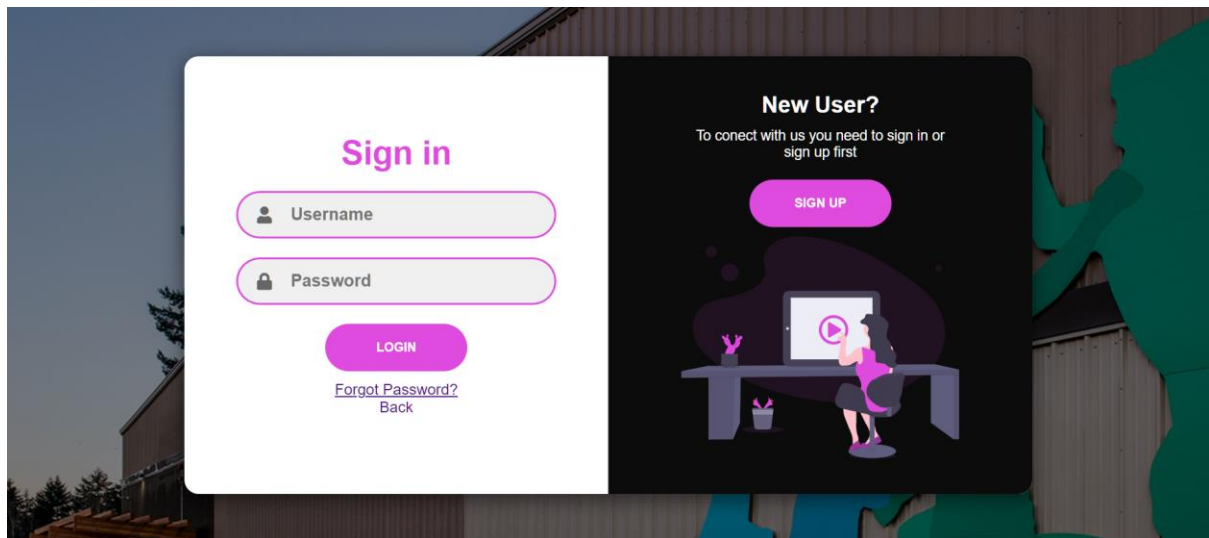 Sign in
Username
Password
LOGIN
Forgot Password?
Back
New User?
To conect with us you need to sign in or
sign up first
SIGN UP